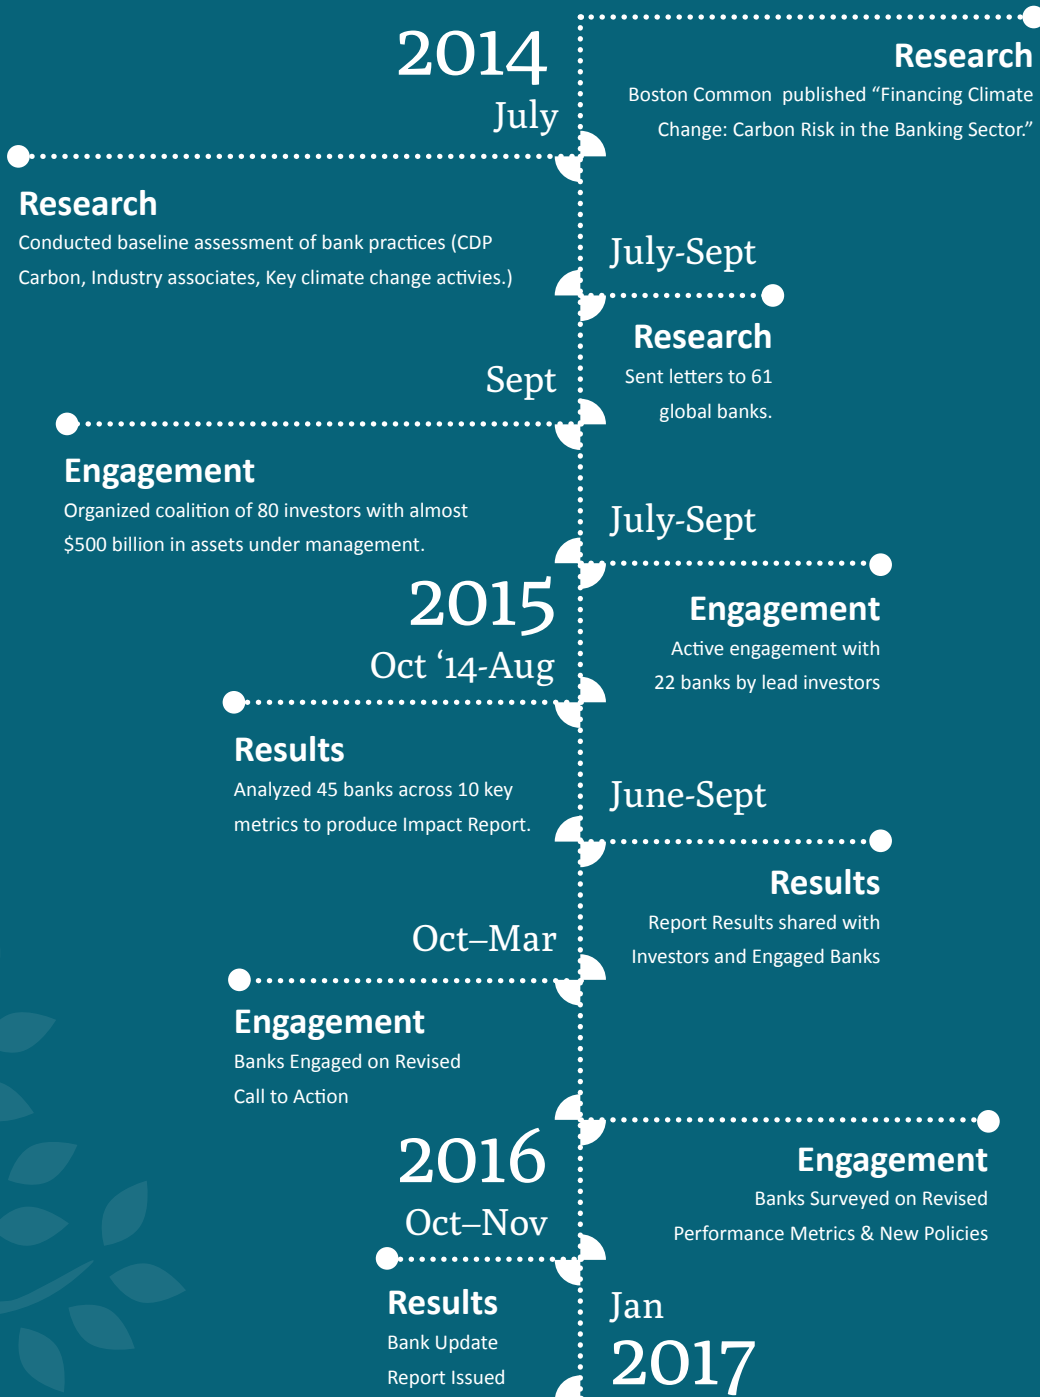 2014
July
Research
Boston Common published “Financing Climate
Change: Carbon Risk in the Banking Sector.”
Research
Conducted baseline assessment of bank practices (CDP
Carbon, Industry associates, Key climate change activies.)
July-Sept
Research
Sent letters to 61
global banks.
Sept
Engagement
Organized coalition of 80 investors with almost
$500 billion in assets under management.
July-Sept
Engagement
Active engagement with
22 banks by lead investors
2015
Oct ‘14-Aug
Results
Analyzed 45 banks across 10 key
metrics to produce Impact Report.
June-Sept
Results
Report Results shared with
Investors and Engaged Banks
Oct–Mar
Engagement
Banks Engaged on Revised
Call to Action
Engagement
Banks Surveyed on Revised
Performance Metrics & New Policies
2016
Oct–Nov
Results
Bank Update
Report Issued
Jan
2017